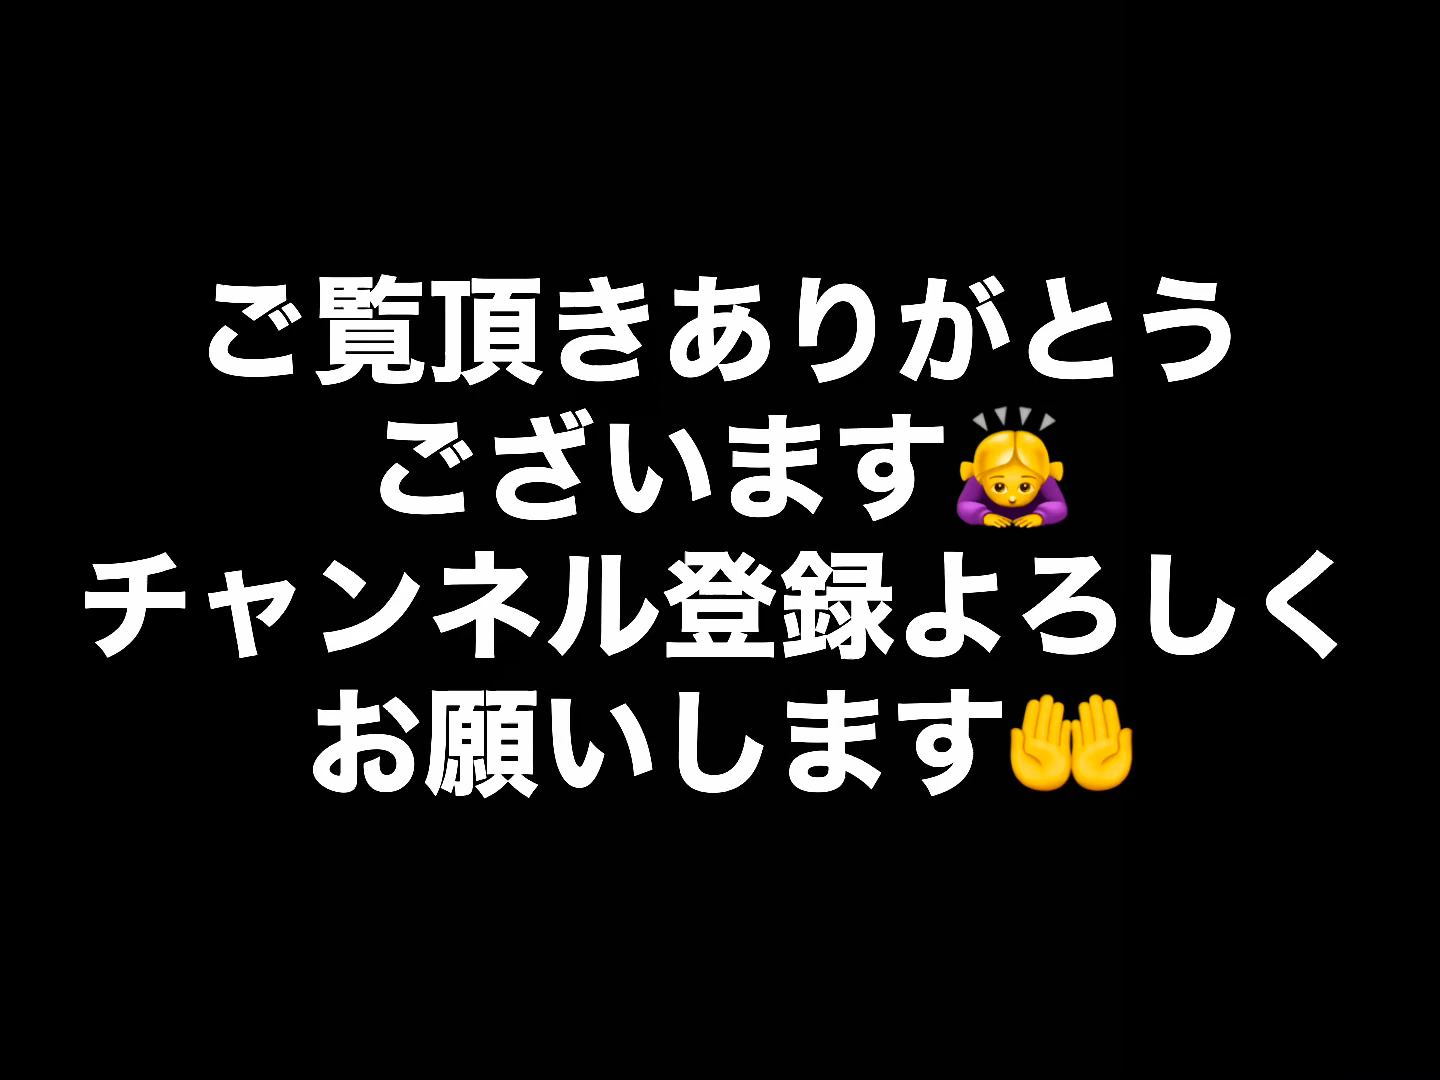 ご覧頂きありがとう
ございます🙇‍♀️
チャンネル登録よろしく
お願いします🤲